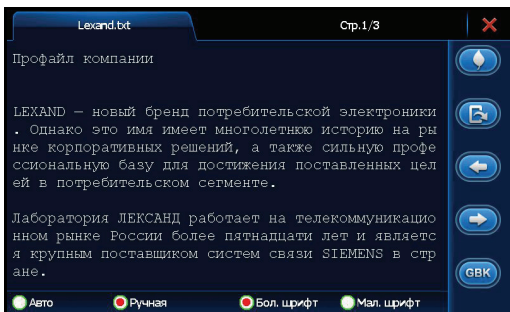 Lexand.txt
Стр.1/3
Профайл компании
LEXAND — новый бренд потребительской электроники
. Однако это имя имеет многолетнюю историю на ры
нке корпоративных решений, а также сильную профе
ссиональную базу для достижения поставленных цел
ей в потребительском сегменте.
Лаборатория ЛЕКСАНД работает на телекоммуникацио
нном рынке России более пятнадцати лет и являетс
я крупным поставщиком систем связи SIEMENS в стр
ане.
GBK
Авто
Ручная
Бол. шрифт
Мал. шрифт